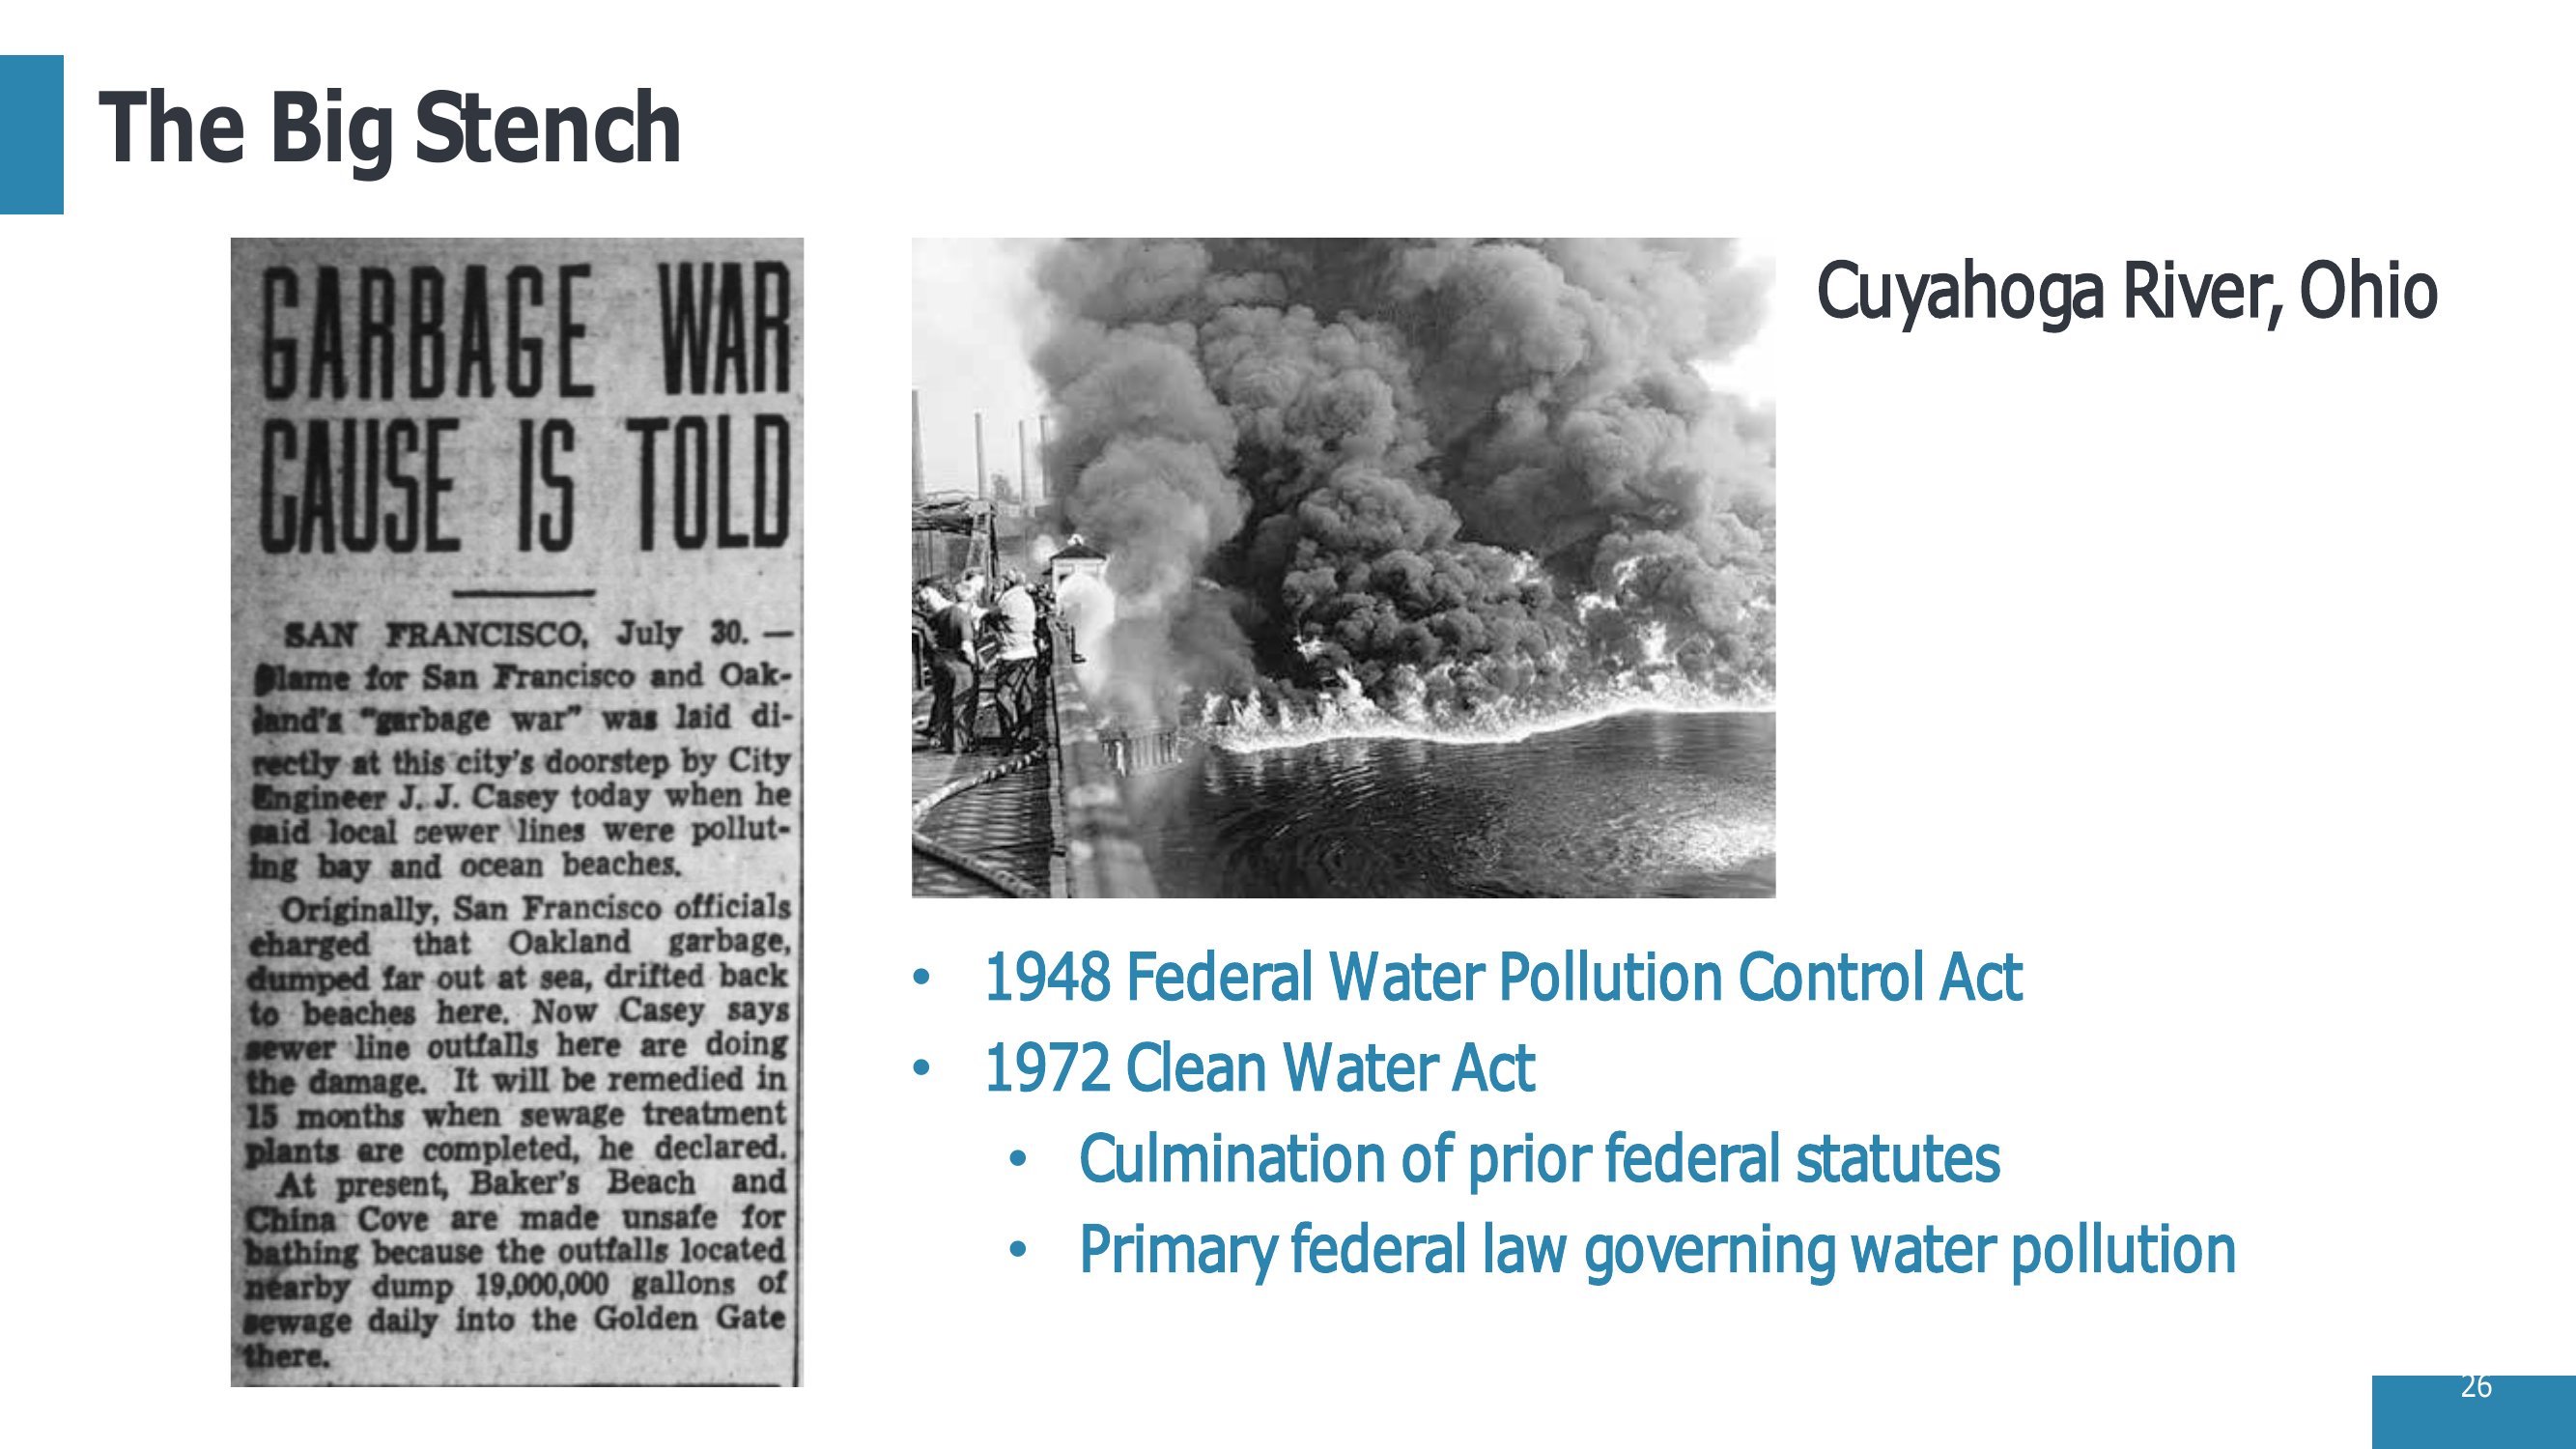 The Big Stench
GARBAGE WAR
CAUSE IS TOLD
SAN FRANCISCO, July 30. —
Blame for San Francisco and Oak-
land's "garbage war" was laid di-
rectly at this city's doorstep by City
Engineer J. J. Casey today when he
said local sewer lines were pollut-
ing bay and ocean beaches.
Originally, San Francisco officials
charged that Oakland garbage,
dumped far out at sea, drifted back
to beaches here. Now Casey says
sewer line outfalls here are doing
the damage. It will be remedied in
15 months when sewage treatment
plants are completed, he declared.
At present, Baker's Beach and
China Cove are made unsafe for
bathing because the outfalls located
nearby dump 19,000,000 gallons of
sewage daily into the Golden Gate
there.
Cuyahoga River, Ohio
• 1948 Federal Water Pollution Control Act
• 1972 Clean Water Act
• Culmination of prior federal statutes
• Primary federal law governing water pollution
26